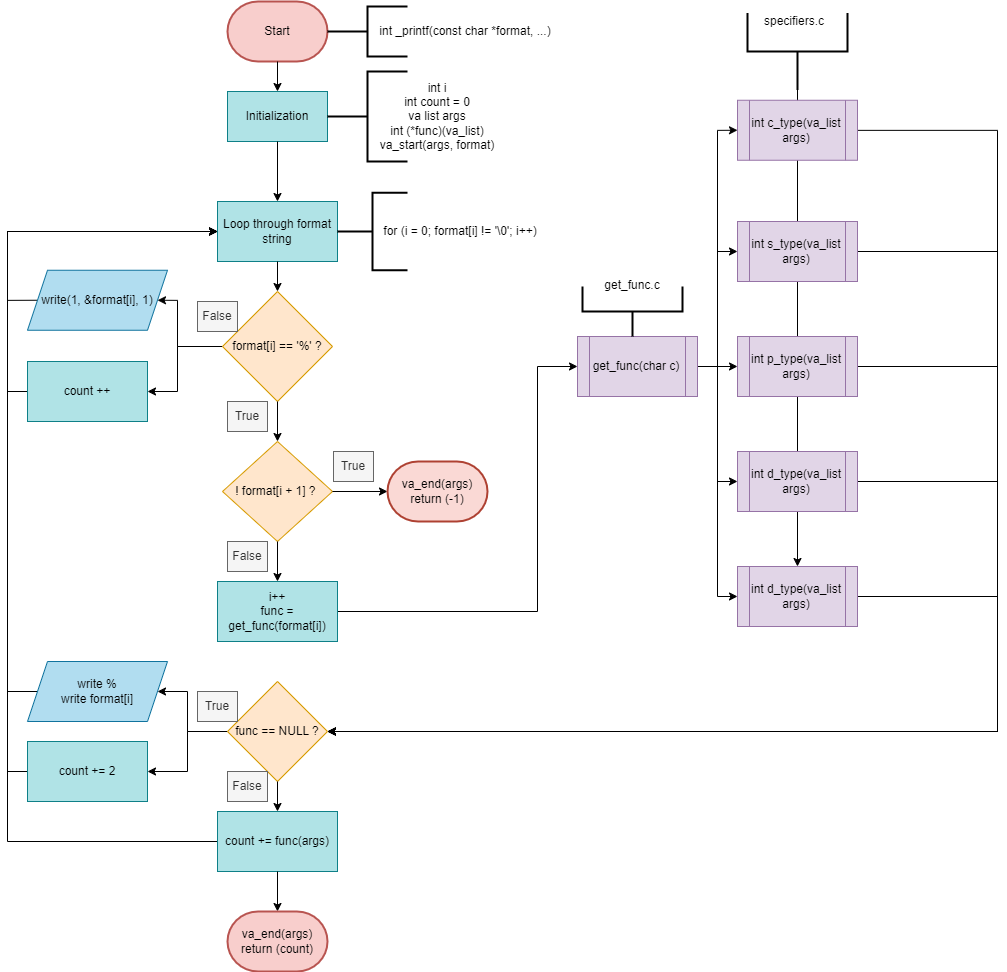 Start
int _printf(const char *format, ...)
Initialization
int i
int count = 0
va list args
int (*func)(va_list)
va_start(args, format)
Loop through format
string
for (i = 0; format[i] != '\0'; i++)
write(1, &format[i], 1)
False
format[i] == '%' ?
count ++
True
! format[i + 1] ?
True
va_end(args)
return (-1)
False
i++
func =
get_func(format[i])
get_func.c
get_func(char c)
specifiers.c
int c_type(va_list
args)
int s_type(va_list
args)
int p_type(va_list
args)
int d_type(va_list
args)
int d_type(va_list
args)
write %
write format[i]
True
func == NULL ?
count += 2
False
count += func(args)
va_end(args)
return (count)